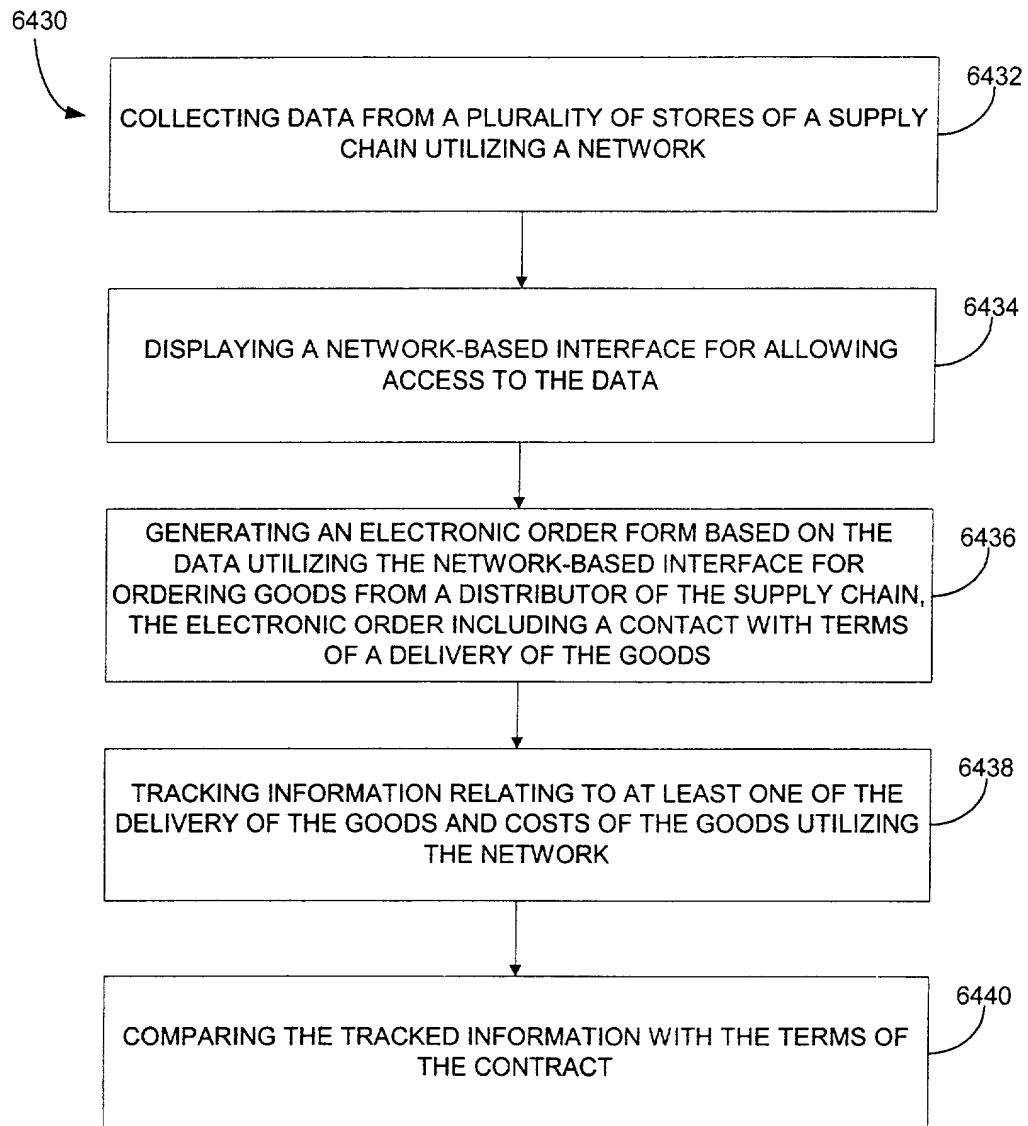 6430
6432
COLLECTING DATA FROM A PLURALITY OF STORES OF A SUPPLY
CHAIN UTILIZING A NETWORK
6434
DISPLAYING A NETWORK-BASED INTERFACE FOR ALLOWING
ACCESS TO THE DATA
6436
GENERATING AN ELECTRONIC ORDER FORM BASED ON THE
DATA UTILIZING THE NETWORK-BASED INTERFACE FOR
ORDERING GOODS FROM A DISTRIBUTOR OF THE SUPPLY CHAIN,
THE ELECTRONIC ORDER INCLUDING A CONTACT WITH TERMS
OF A DELIVERY OF THE GOODS
6438
TRACKING INFORMATION RELATING TO AT LEAST ONE OF THE
DELIVERY OF THE GOODS AND COSTS OF THE GOODS UTILIZING
THE NETWORK
6440
COMPARING THE TRACKED INFORMATION WITH THE TERMS OF
THE CONTRACT